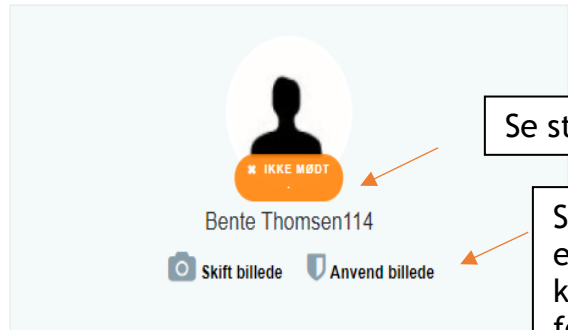 Se st
✖ IKKE MØDT
-
Bente Thomsen114
Skift billede
Anvend billede
S
e
k
f